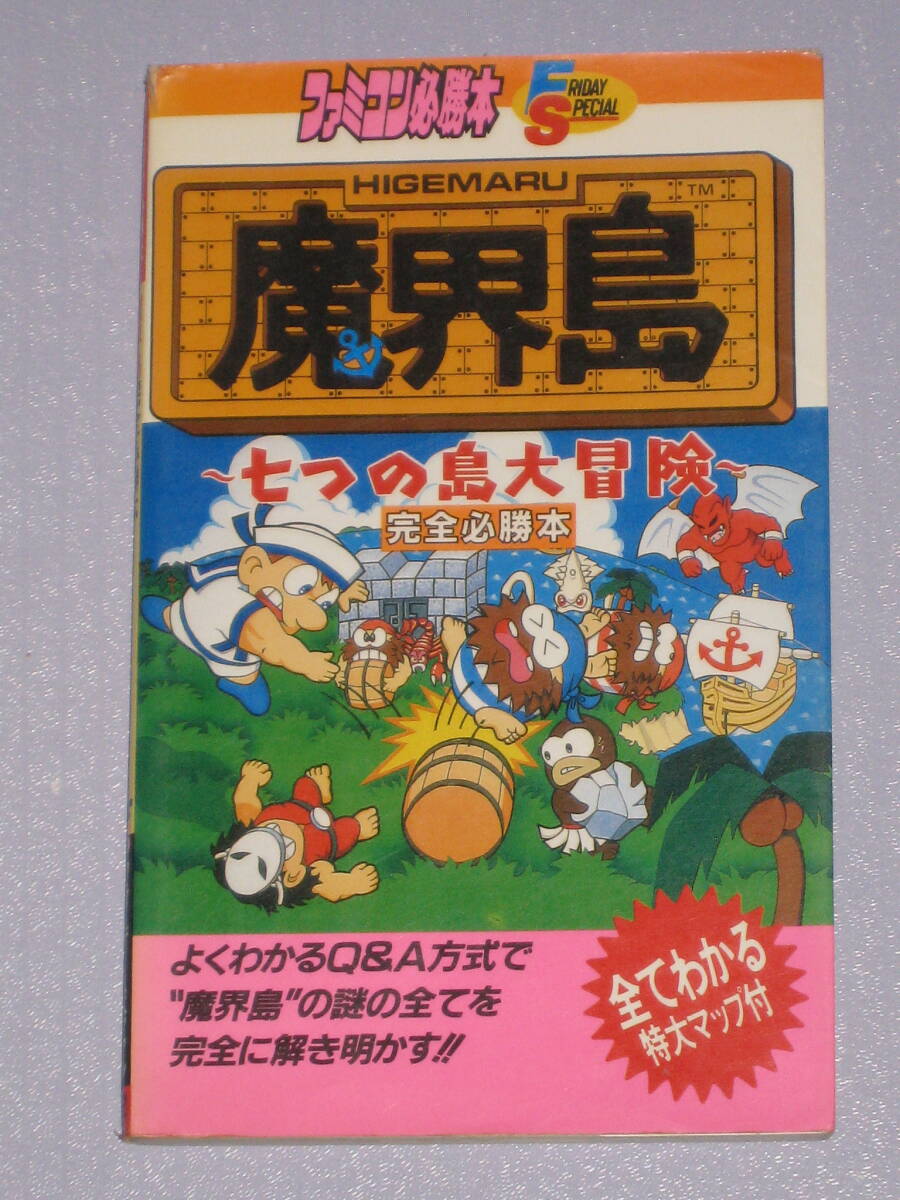 ファミコン必勝本
FRIDAY
SPECIAL
HIGEMARU
TM
魔界島
～七つの島大冒険～
完全必勝本
よくわかるQ&A方式で
"魔界島"の謎の全てを
完全に解き明かす!!
全てわかる
特大マップ付